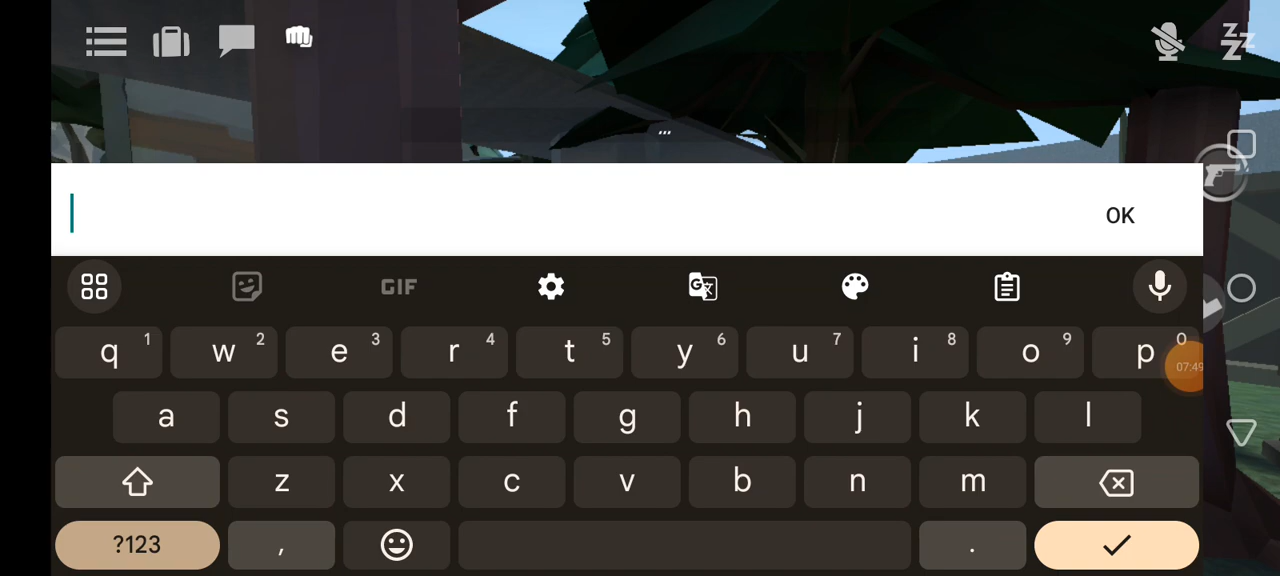 ...
OK
GIF
G
q 1 w 2 e 3 r 4 t 5 y 6 u 7 i 8 o 9 p 0
07:49
a s d f g h j k l
z x c v b n m
?123 , .